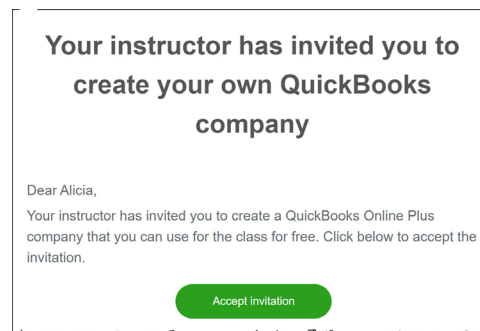 Your instructor has invited you to
create your own QuickBooks
company
Dear Alicia,
Your instructor has invited you to create a QuickBooks Online Plus
company that you can use for the class for free. Click below to accept the
invitation.
Accept invitation